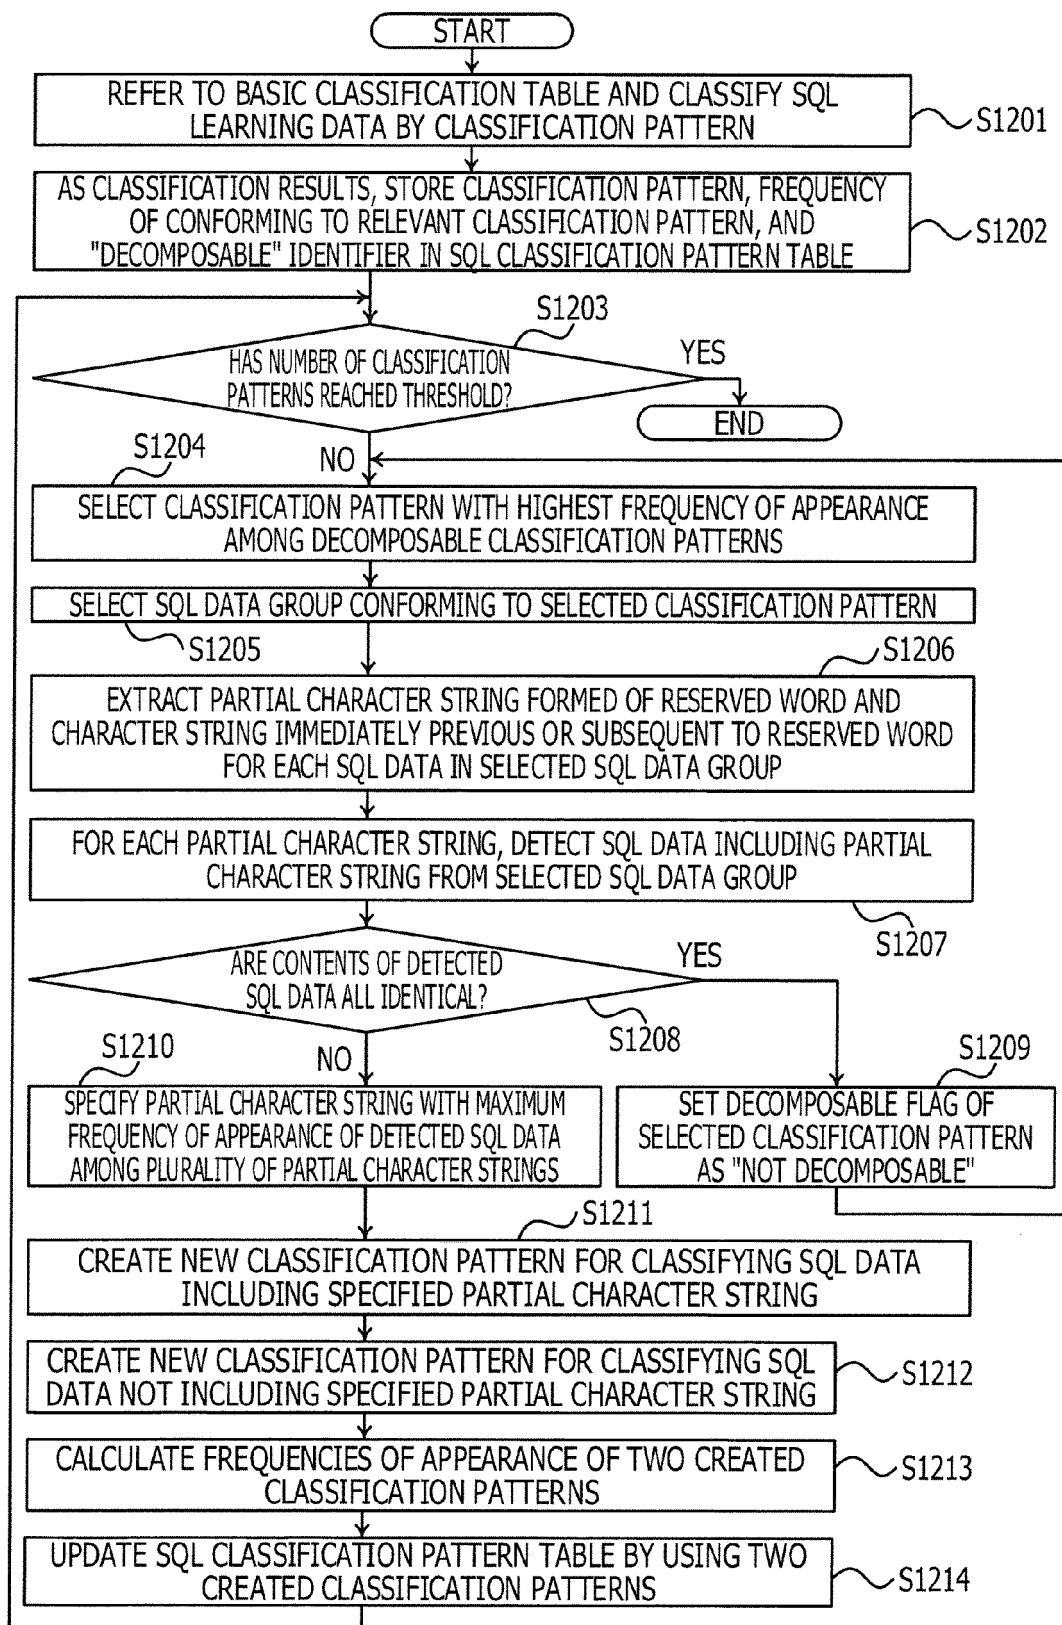 START
REFER TO BASIC CLASSIFICATION TABLE AND CLASSIFY SQL
LEARNING DATA BY CLASSIFICATION PATTERN
S1201
AS CLASSIFICATION RESULTS, STORE CLASSIFICATION PATTERN, FREQUENCY
OF CONFORMING TO RELEVANT CLASSIFICATION PATTERN, AND
"DECOMPOSABLE" IDENTIFIER IN SQL CLASSIFICATION PATTERN TABLE
S1202
S1203
HAS NUMBER OF CLASSIFICATION
PATTERNS REACHED THRESHOLD?
YES
END
NO
S1204
SELECT CLASSIFICATION PATTERN WITH HIGHEST FREQUENCY OF APPEARANCE
AMONG DECOMPOSABLE CLASSIFICATION PATTERNS
SELECT SQL DATA GROUP CONFORMING TO SELECTED CLASSIFICATION PATTERN
S1205
S1206
EXTRACT PARTIAL CHARACTER STRING FORMED OF RESERVED WORD AND
CHARACTER STRING IMMEDIATELY PREVIOUS OR SUBSEQUENT TO RESERVED WORD
FOR EACH SQL DATA IN SELECTED SQL DATA GROUP
FOR EACH PARTIAL CHARACTER STRING, DETECT SQL DATA INCLUDING PARTIAL
CHARACTER STRING FROM SELECTED SQL DATA GROUP
S1207
ARE CONTENTS OF DETECTED
SQL DATA ALL IDENTICAL?
YES
S1208
NO
S1210
SPECIFY PARTIAL CHARACTER STRING WITH MAXIMUM
FREQUENCY OF APPEARANCE OF DETECTED SQL DATA
AMONG PLURALITY OF PARTIAL CHARACTER STRINGS
S1209
SET DECOMPOSABLE FLAG OF
SELECTED CLASSIFICATION PATTERN
AS "NOT DECOMPOSABLE"
S1211
CREATE NEW CLASSIFICATION PATTERN FOR CLASSIFYING SQL DATA
INCLUDING SPECIFIED PARTIAL CHARACTER STRING
CREATE NEW CLASSIFICATION PATTERN FOR CLASSIFYING SQL
DATA NOT INCLUDING SPECIFIED PARTIAL CHARACTER STRING
S1212
CALCULATE FREQUENCIES OF APPEARANCE OF TWO CREATED
CLASSIFICATION PATTERNS
S1213
UPDATE SQL CLASSIFICATION PATTERN TABLE BY USING TWO
CREATED CLASSIFICATION PATTERNS
S1214